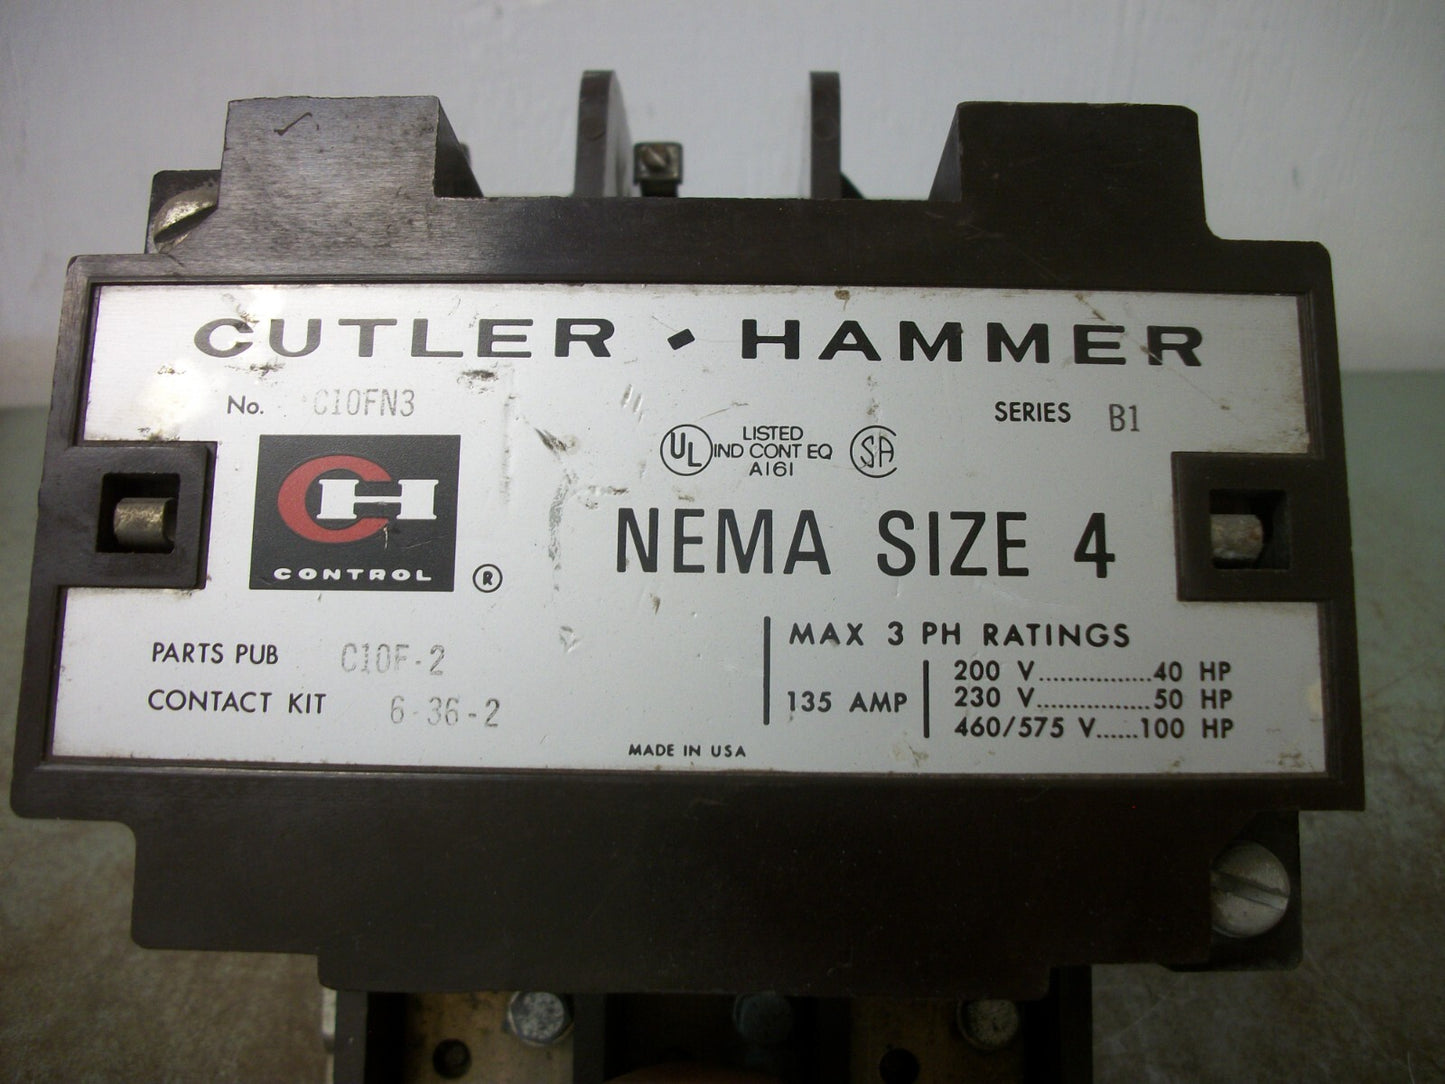 CUTLER-HAMMER
No. C10FN3
SERIES B1
UL LISTED IND CONT EQ A161 SA
CH
CONTROL ®
NEMA SIZE 4
PARTS PUB C10F-2
CONTACT KIT 6-36-2
MAX 3 PH RATINGS
135 AMP
200 V................40 HP
230 V................50 HP
460/575 V......100 HP
MADE IN USA